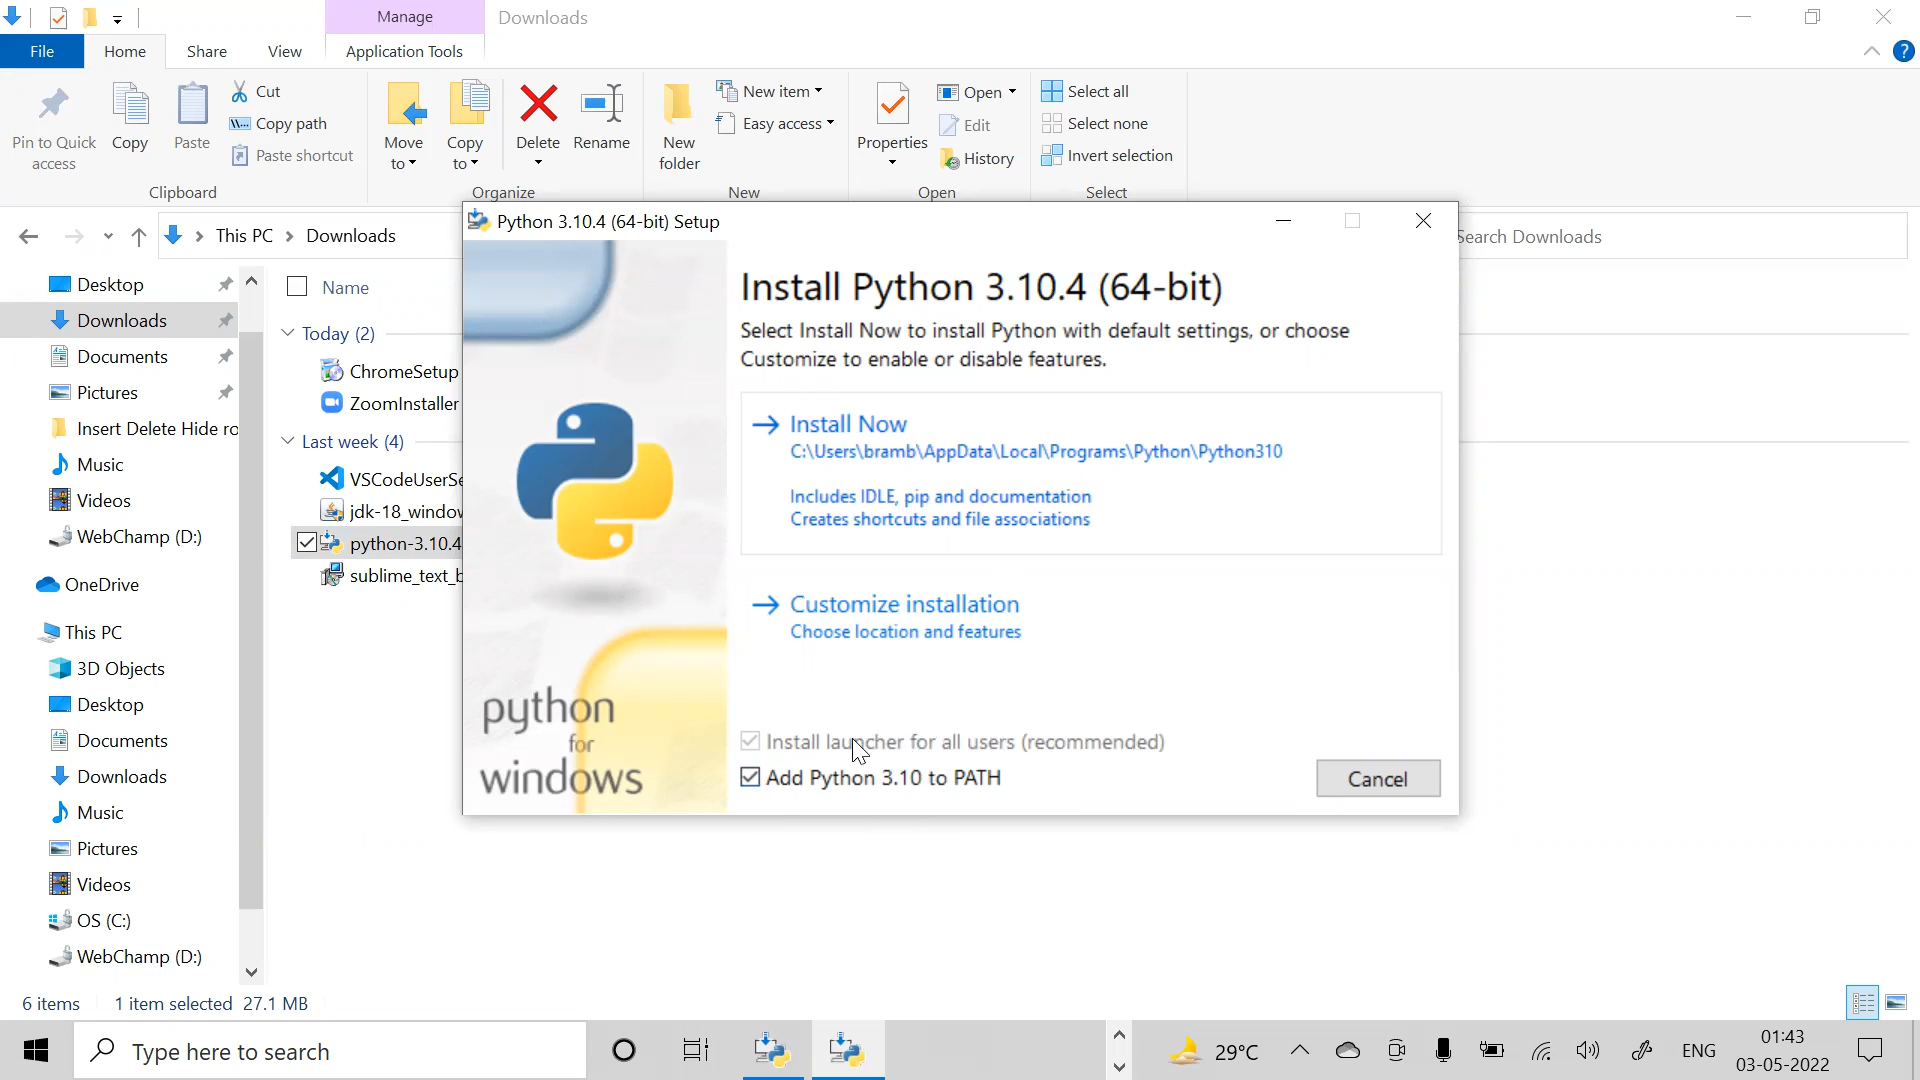 Manage
Downloads
File
Home
Share
View
Application Tools
Pin to Quick access
Copy
Paste
Cut
Copy path
Paste shortcut
Clipboard
Move to
Copy to
Delete
Rename
Organize
New folder
New item
Easy access
New
Properties
Open
Edit
History
Open
Select all
Select none
Invert selection
Select
This PC > Downloads
Search Downloads
Desktop
Downloads
Documents
Pictures
Insert Delete Hide ro
Music
Videos
WebChamp (D:)
OneDrive
This PC
3D Objects
Desktop
Documents
Downloads
Music
Pictures
Videos
OS (C:)
WebChamp (D:)
Name
Today (2)
ChromeSetup
ZoomInstaller
Last week (4)
VSCodeUserSe
jdk-18_window
python-3.10.4
sublime_text_b
Python 3.10.4 (64-bit) Setup
Install Python 3.10.4 (64-bit)
Select Install Now to install Python with default settings, or choose
Customize to enable or disable features.
Install Now
C:\Users\bramb\AppData\Local\Programs\Python\Python310
Includes IDLE, pip and documentation
Creates shortcuts and file associations
Customize installation
Choose location and features
python
for
windows
Install launcher for all users (recommended)
Add Python 3.10 to PATH
Cancel
6 items
1 item selected 27.1 MB
Type here to search
29°C
ENG
01:43
03-05-2022